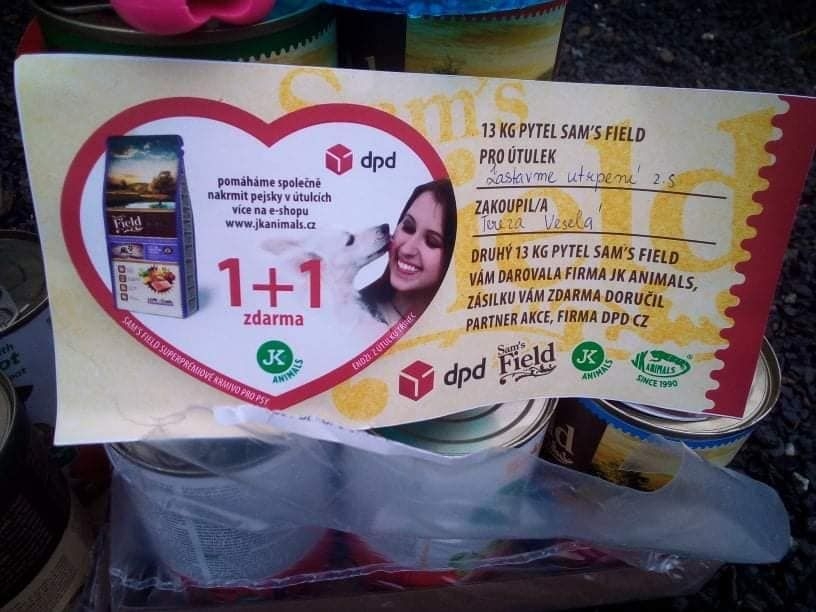 Sam's
Field
dpd
pomáháme společně
nakrmit pejsky v útulcích
více na e-shopu
www.jkanimals.cz
Field
1+1
zdarma
JK
ANIMALS
SAM'S FIELD SUPERPRÉMIOVÉ KRMIVO PRO PSY
ENDŽI Z ÚTULKU TIBINEC
13 KG PYTEL SAM'S FIELD
PRO ÚTULEK
Zastavme utrpení z.s
ZAKOUPIL/A
Tereza Veselá
DRUHÝ 13 KG PYTEL SAM'S FIELD
VÁM DAROVALA FIRMA JK ANIMALS,
ZÁSILKU VÁM ZDARMA DORUČIL
PARTNER AKCE, FIRMA DPD CZ
dpd
Sam's
Field
JK
ANIMALS
JK
ANIMALS
SINCE 1990